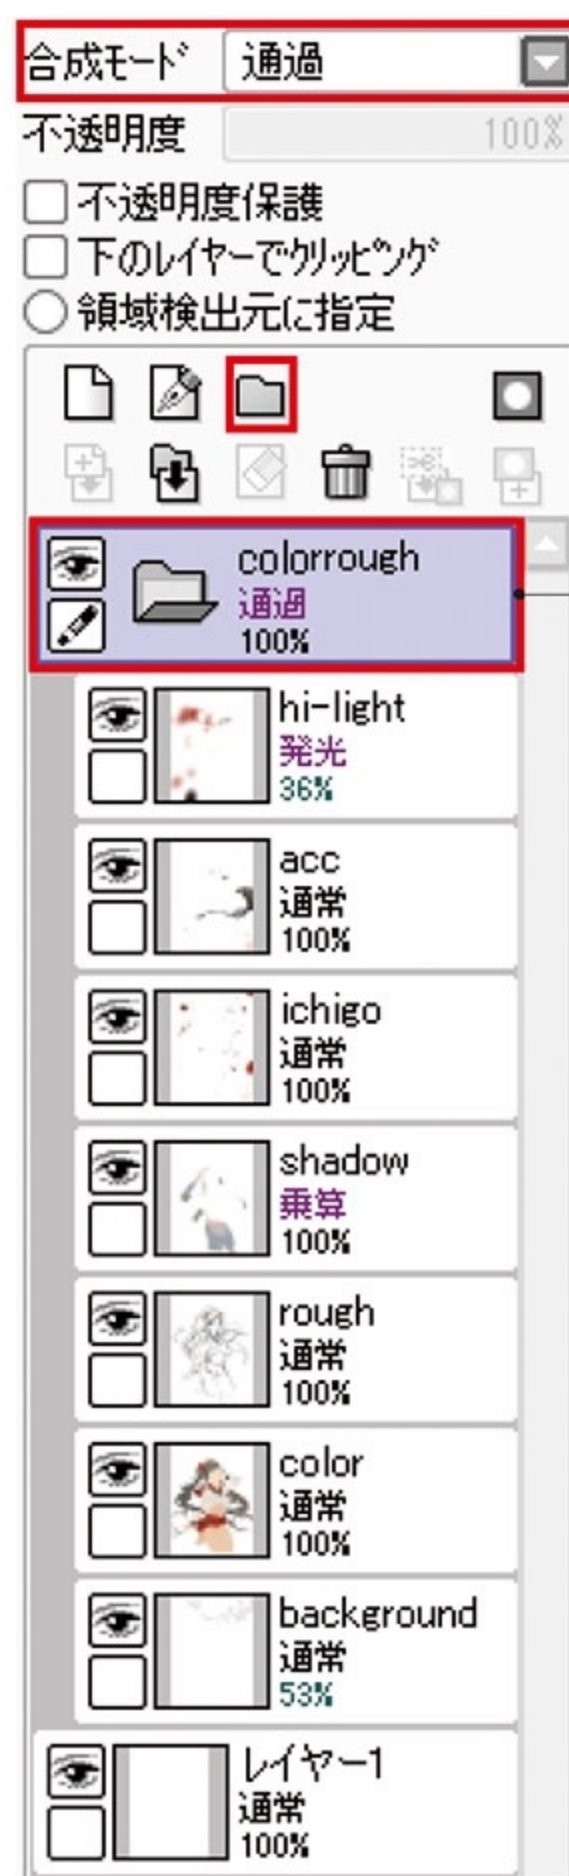 合成モード 通過
不透明度 100%
不透明度保護
下のレイヤーでクリッピング
領域検出元に指定
colorrough
通過
100%
hi-light
発光
36%
acc
通常
100%
ichigo
通常
100%
shadow
乗算
100%
rough
通常
100%
color
通常
100%
background
通常
53%
レイヤー1
通常
100%